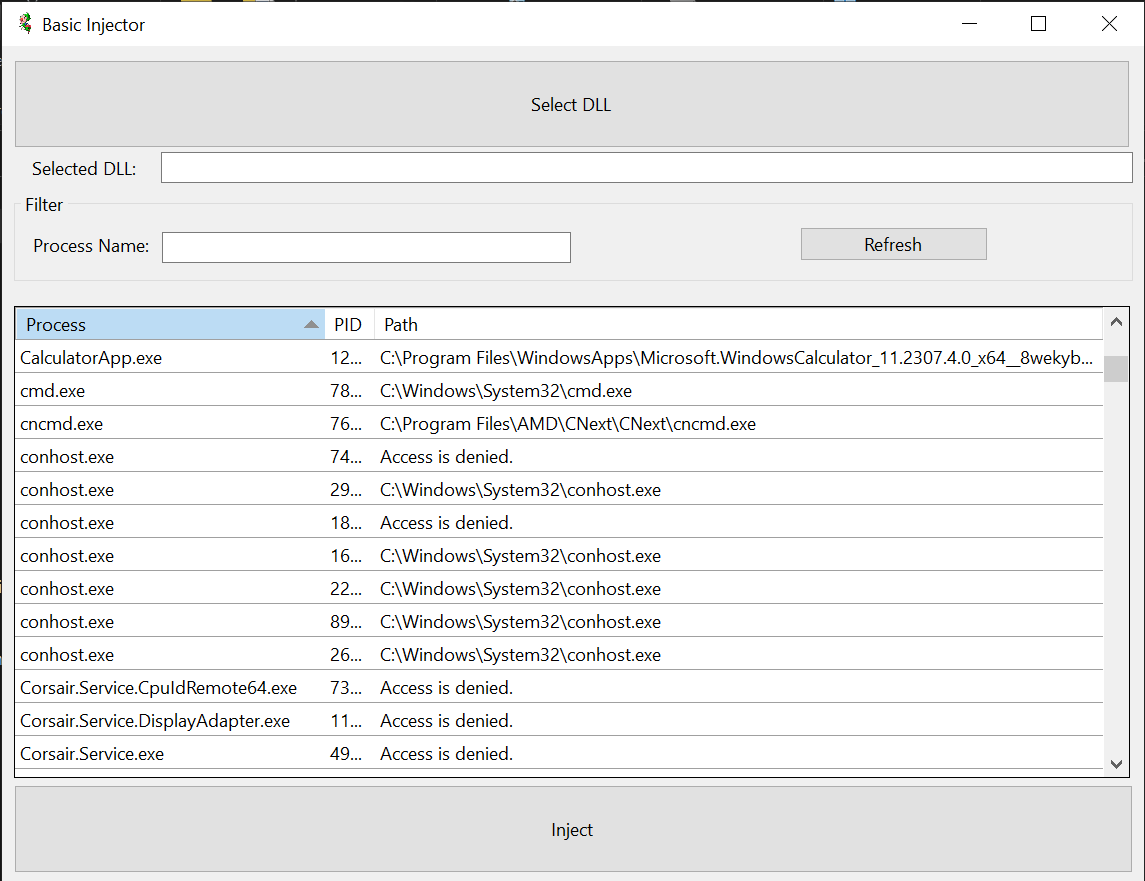 Basic Injector
Select DLL
Selected DLL:
Filter
Process Name:
Refresh
Process PID Path
CalculatorApp.exe 12... C:\Program Files\WindowsApps\Microsoft.WindowsCalculator_11.2307.4.0_x64__8wekyb...
cmd.exe 78... C:\Windows\System32\cmd.exe
cncmd.exe 76... C:\Program Files\AMD\CNext\CNext\cncmd.exe
conhost.exe 74... Access is denied.
conhost.exe 29... C:\Windows\System32\conhost.exe
conhost.exe 18... Access is denied.
conhost.exe 16... C:\Windows\System32\conhost.exe
conhost.exe 22... C:\Windows\System32\conhost.exe
conhost.exe 89... C:\Windows\System32\conhost.exe
conhost.exe 26... C:\Windows\System32\conhost.exe
Corsair.Service.CpuIdRemote64.exe 73... Access is denied.
Corsair.Service.DisplayAdapter.exe 11... Access is denied.
Corsair.Service.exe 49... Access is denied.
Inject